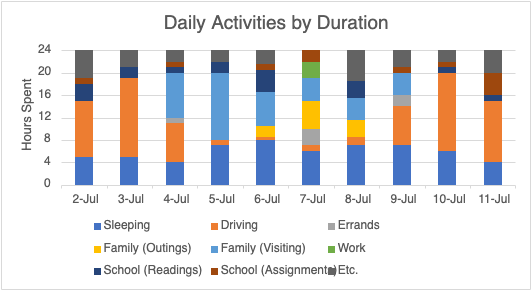 Daily Activities by Duration
24
20
16
12
8
4
0
Hours Spent
2-Jul 3-Jul 4-Jul 5-Jul 6-Jul 7-Jul 8-Jul 9-Jul 10-Jul 11-Jul
Sleeping Driving Errands
Family (Outings) Family (Visiting) Work
School (Readings) School (Assignments) Etc.